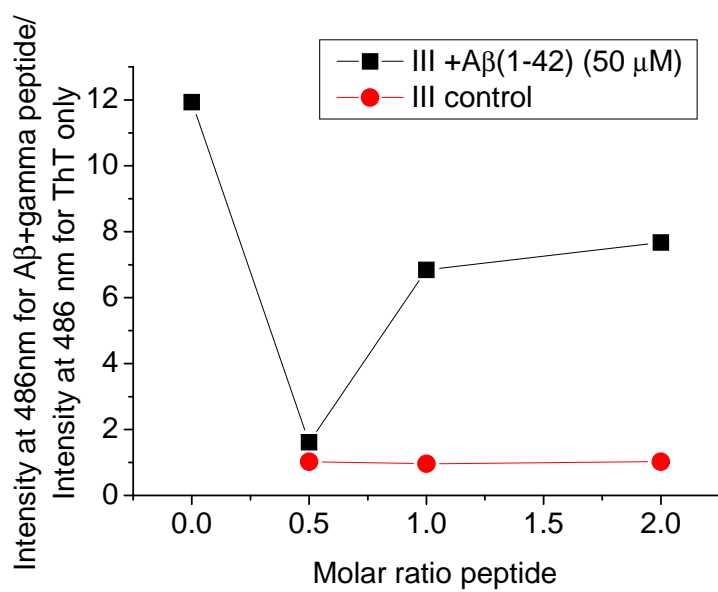 Intensity at 486nm for Aβ+gamma peptide/
Intensity at 486 nm for ThT only
III +Aβ(1-42) (50 μM)
III control
12
10
8
6
4
2
0
0.0 0.5 1.0 1.5 2.0
Molar ratio peptide